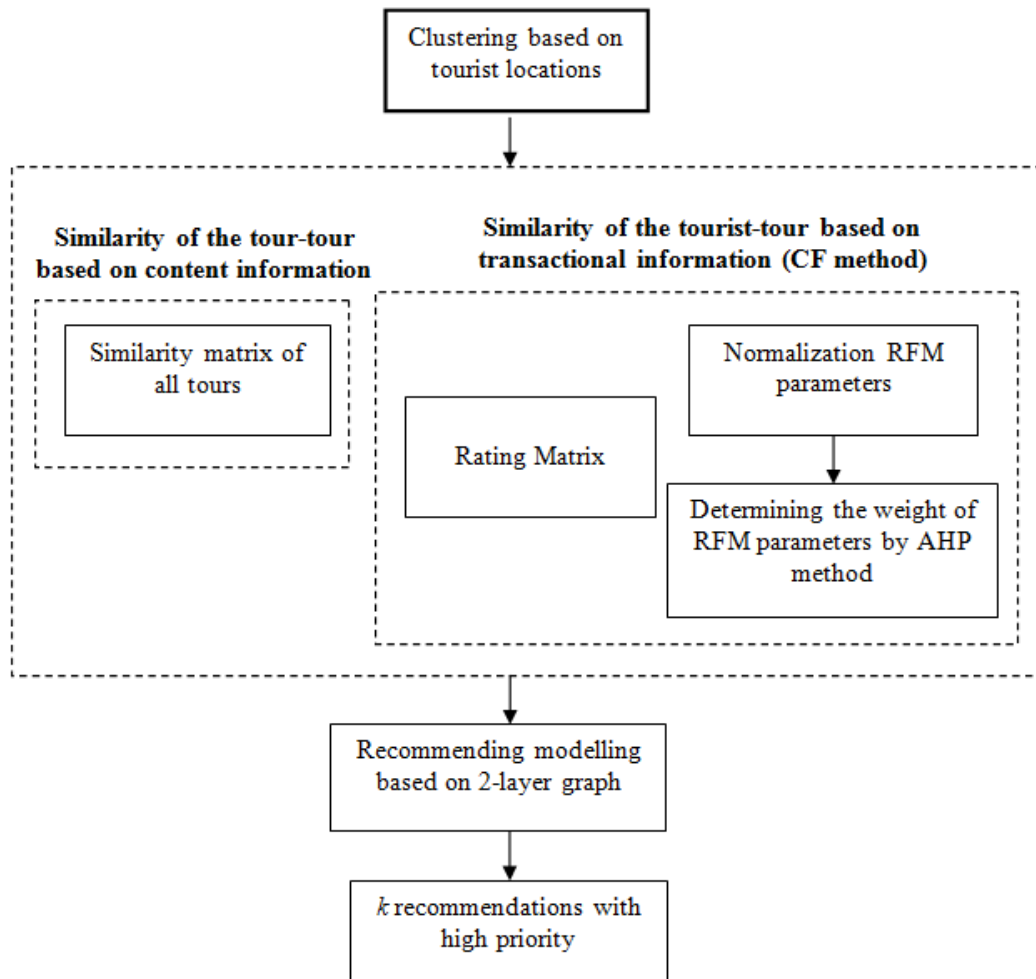 Clustering based on
tourist locations
Similarity of the tour-tour
based on content information
Similarity matrix of
all tours
Similarity of the tourist-tour based on
transactional information (CF method)
Rating Matrix
Normalization RFM
parameters
Determining the weight of
RFM parameters by AHP
method
Recommending modelling
based on 2-layer graph
k recommendations with
high priority